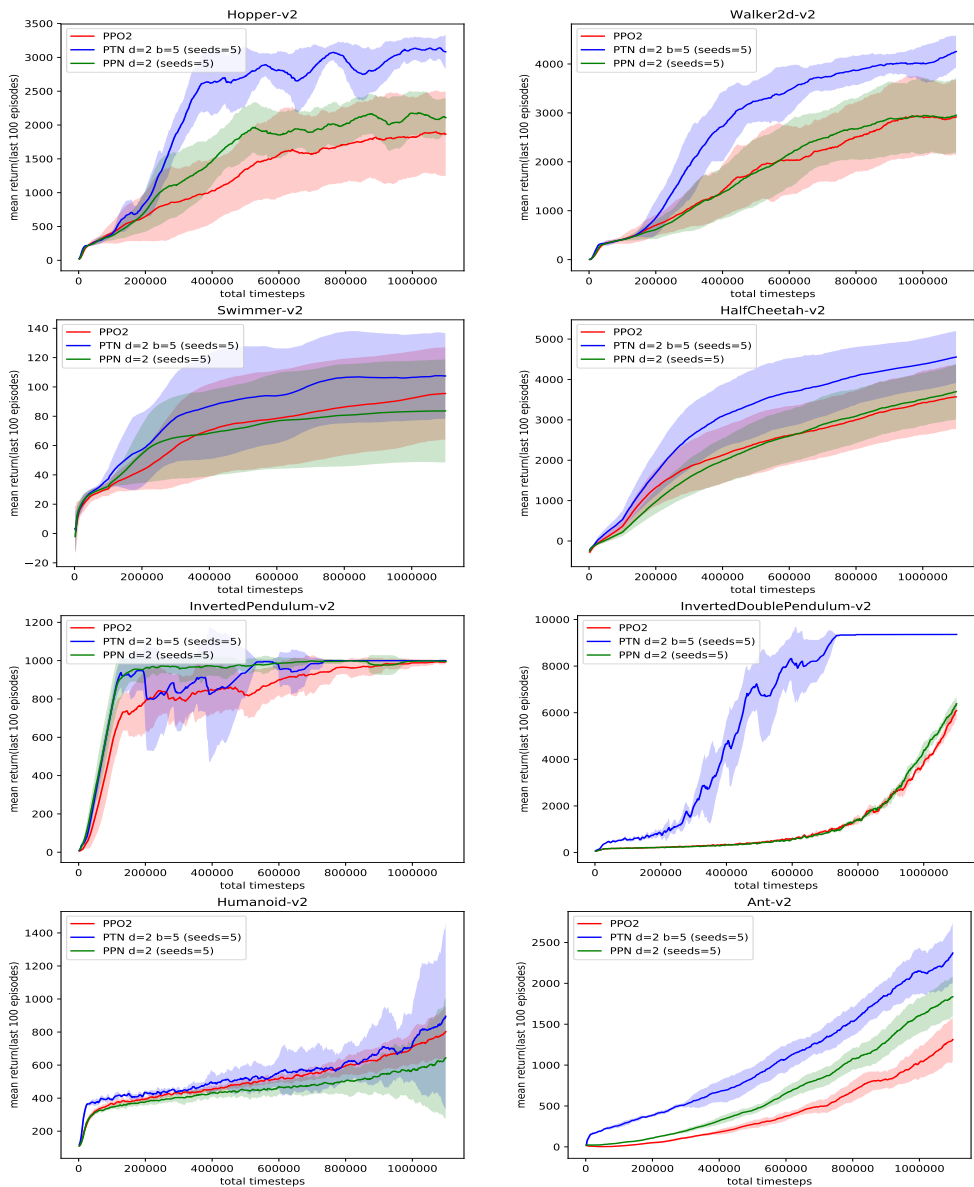 Hopper-v2
PPO2
PTN d=2 b=5 (seeds=5)
PPN d=2 (seeds=5)
mean return(last 100 episodes)
3500
3000
2500
2000
1500
1000
500
0
0 200000 400000 600000 800000 1000000
total timesteps
Walker2d-v2
PPO2
PTN d=2 b=5 (seeds=5)
PPN d=2 (seeds=5)
mean return(last 100 episodes)
4000
3000
2000
1000
0
0 200000 400000 600000 800000 1000000
total timesteps
Swimmer-v2
PPO2
PTN d=2 b=5 (seeds=5)
PPN d=2 (seeds=5)
mean return(last 100 episodes)
140
120
100
80
60
40
20
0
−20
0 200000 400000 600000 800000 1000000
total timesteps
HalfCheetah-v2
PPO2
PTN d=2 b=5 (seeds=5)
PPN d=2 (seeds=5)
mean return(last 100 episodes)
5000
4000
3000
2000
1000
0
0 200000 400000 600000 800000 1000000
total timesteps
InvertedPendulum-v2
PPO2
PTN d=2 b=5 (seeds=5)
PPN d=2 (seeds=5)
mean return(last 100 episodes)
1200
1000
800
600
400
200
0
0 200000 400000 600000 800000 1000000
total timesteps
InvertedDoublePendulum-v2
PPO2
PTN d=2 b=5 (seeds=5)
PPN d=2 (seeds=5)
mean return(last 100 episodes)
10000
8000
6000
4000
2000
0
0 200000 400000 600000 800000 1000000
total timesteps
Humanoid-v2
PPO2
PTN d=2 b=5 (seeds=5)
PPN d=2 (seeds=5)
mean return(last 100 episodes)
1400
1200
1000
800
600
400
200
0 200000 400000 600000 800000 1000000
total timesteps
Ant-v2
PPO2
PTN d=2 b=5 (seeds=5)
PPN d=2 (seeds=5)
mean return(last 100 episodes)
2500
2000
1500
1000
500
0
0 200000 400000 600000 800000 1000000
total timesteps